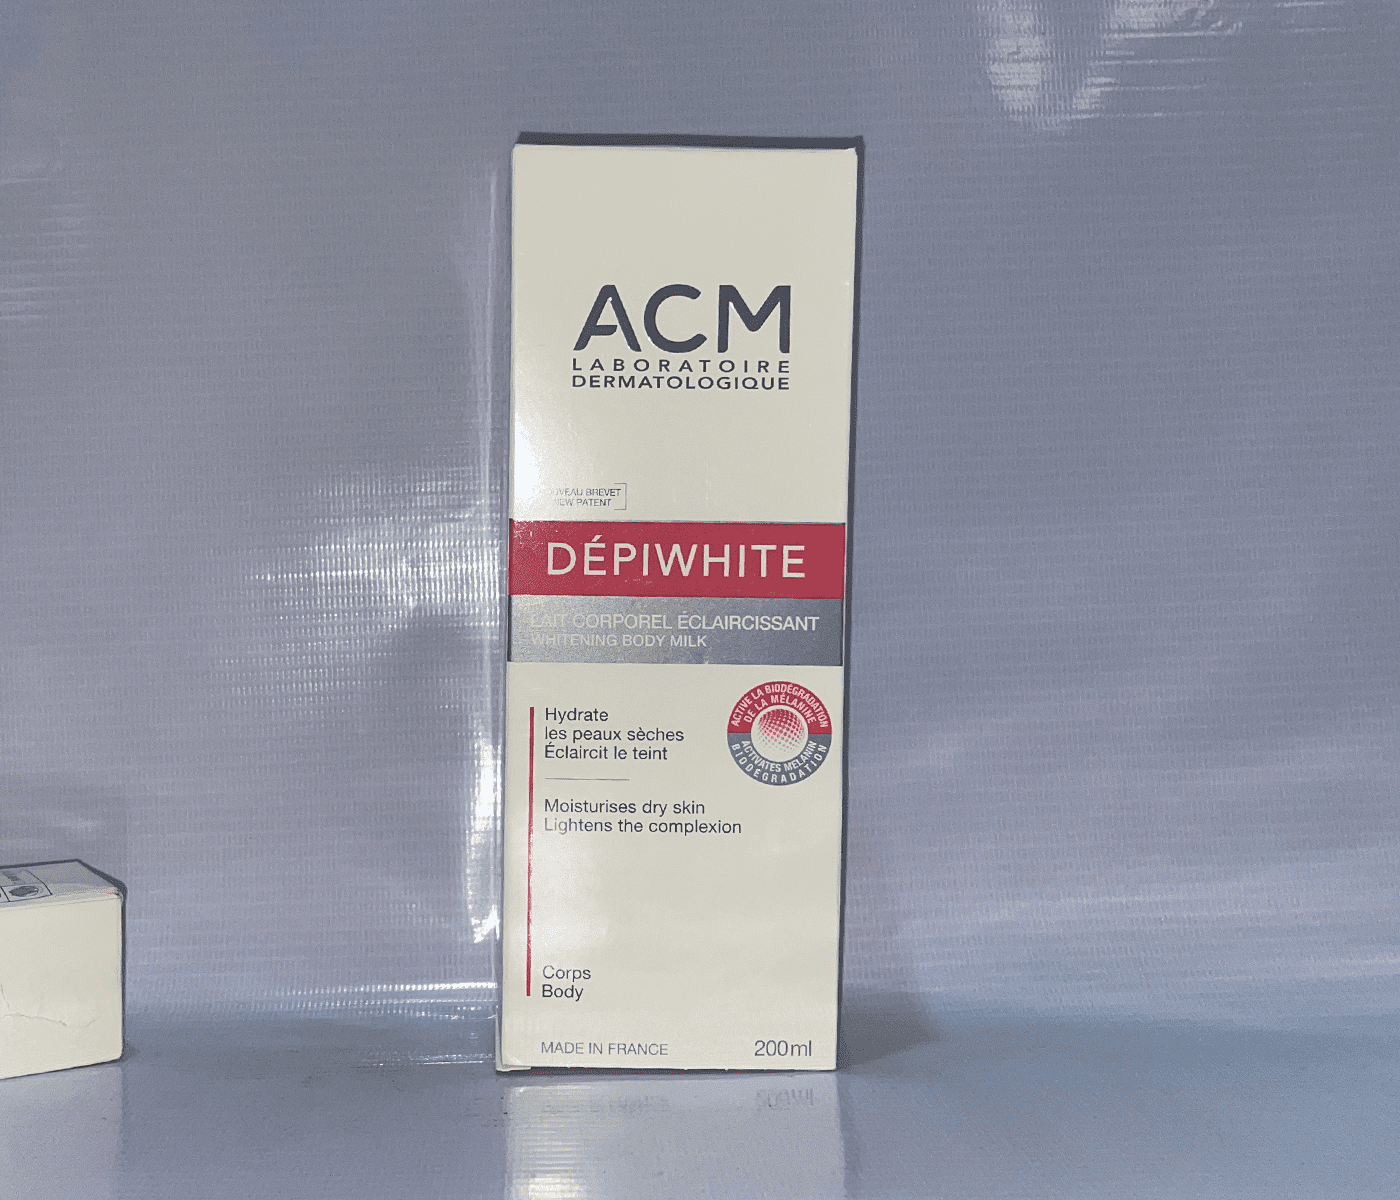 ACM
LABORATOIRE
DERMATOLOGIQUE
BREVET
PATENT
DÉPIWHITE
LAIT CORPOREL ÉCLAIRCISSANT
WHITENING BODY MILK
ACTIVE LA BIODÉGRADATION
DE LA MÉLANINE
ACTIVATES MELANIN
BIODEGRADATION
Hydrate
les peaux sèches
Éclaircit le teint
Moisturises dry skin
Lightens the complexion
Corps
Body
MADE IN FRANCE
200ml